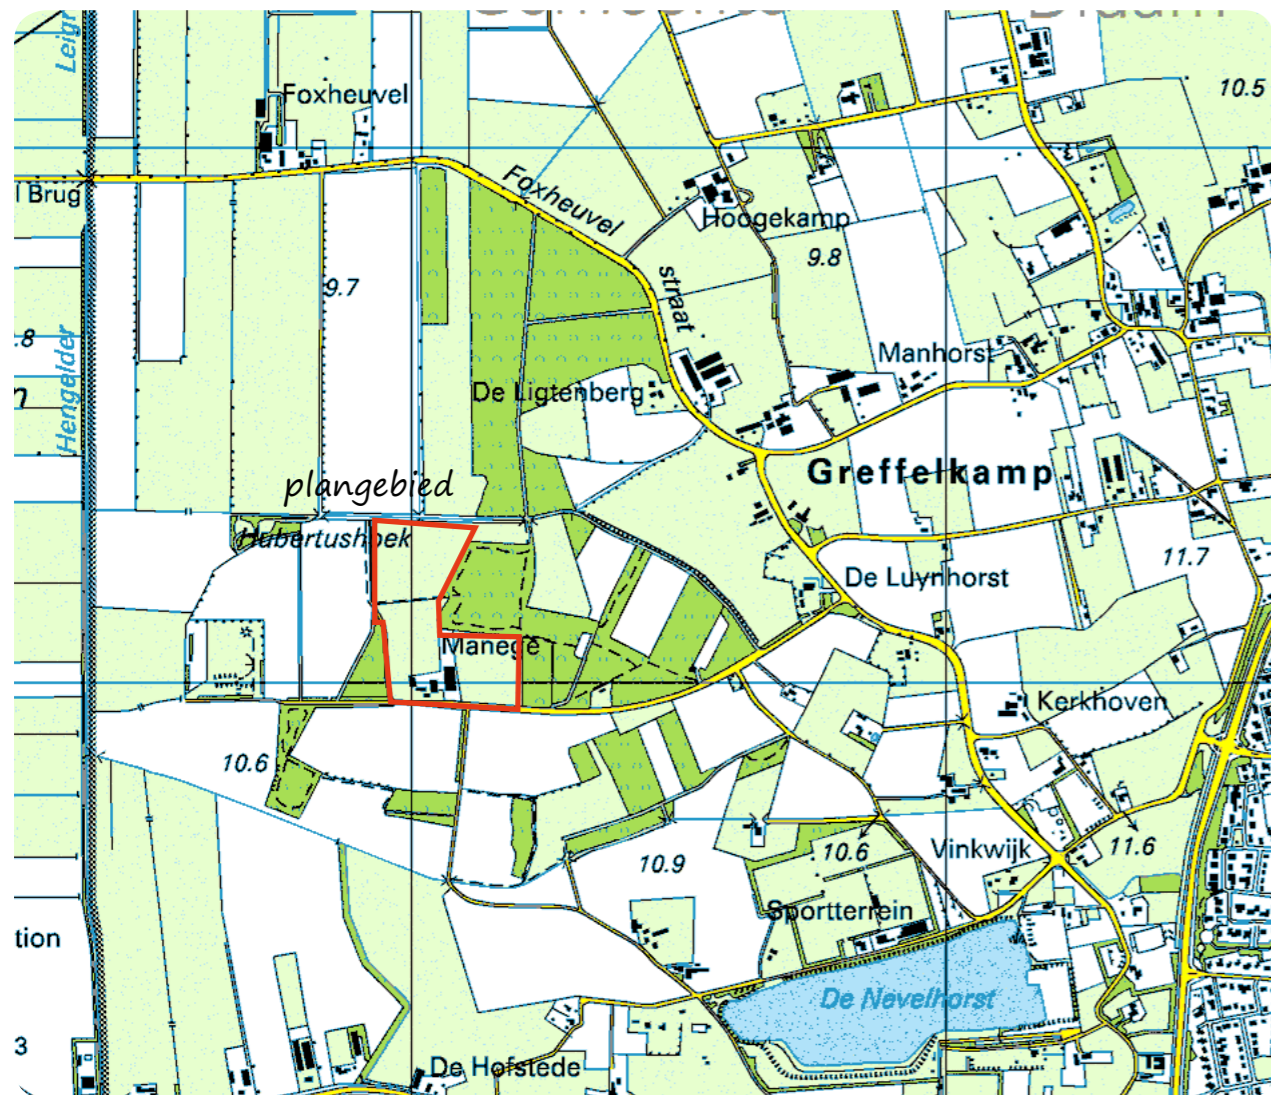 Leigr
Foxheuvel
10.5
l Brug
Foxheuvel
straat
Hoogekamp
9.8
9.7
.8
Hengelder
Manhorst
De Ligtenberg
Greffelkamp
plangebied
Hubertushoek
11.7
De Luynhorst
Manege
Kerkhoven
10.6
10.9
10.6
Vinkwijk
11.6
Sportterrein
tion
De Nevelhorst
3
De Hofstede